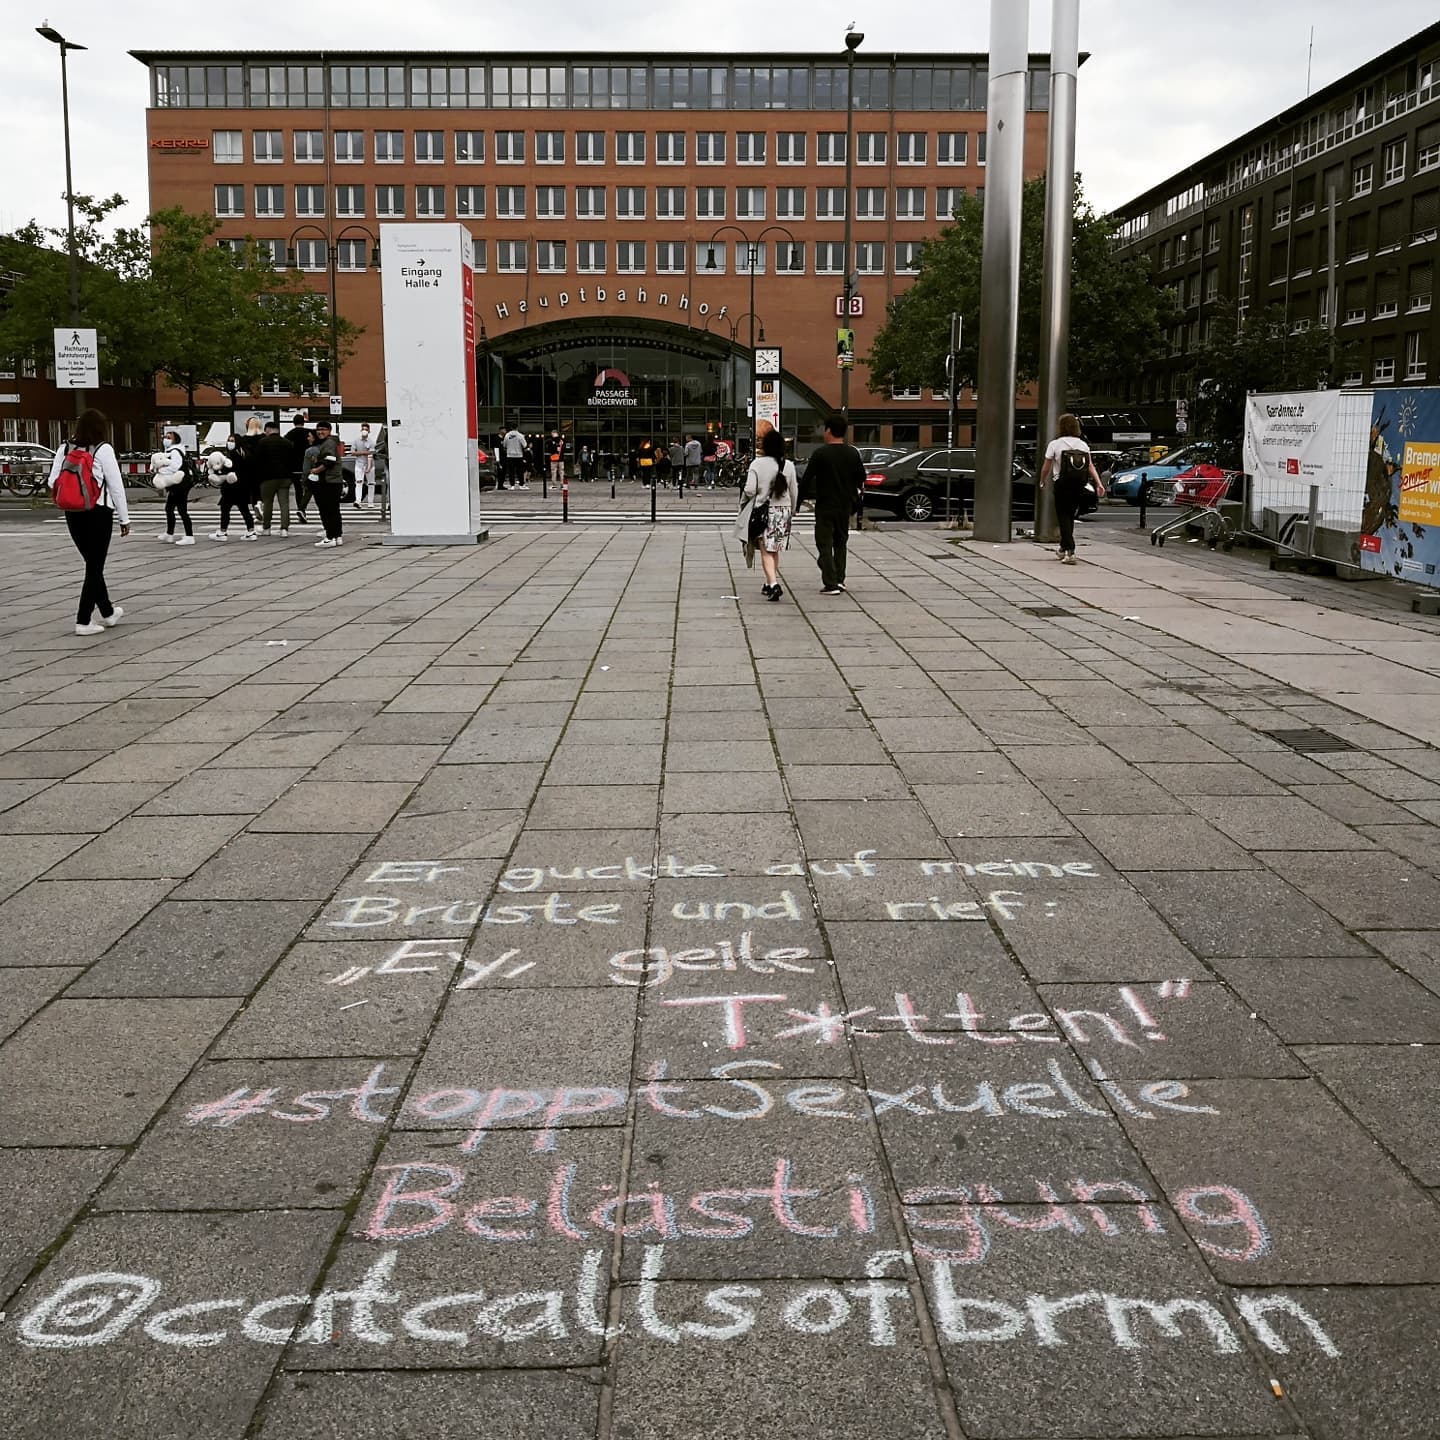 KERRY
Eingang
Halle 4
Hauptbahnhof
DB
Richtung
Bahnhofsvorplatz
PASSAGE
BÜRGERWEIDE
Bremen
Er guckte auf meine
Brüste und rief:
„Ey, geile
T*tten!"
#stopptSexuelle
Belästigung
@catcallsofbrmn